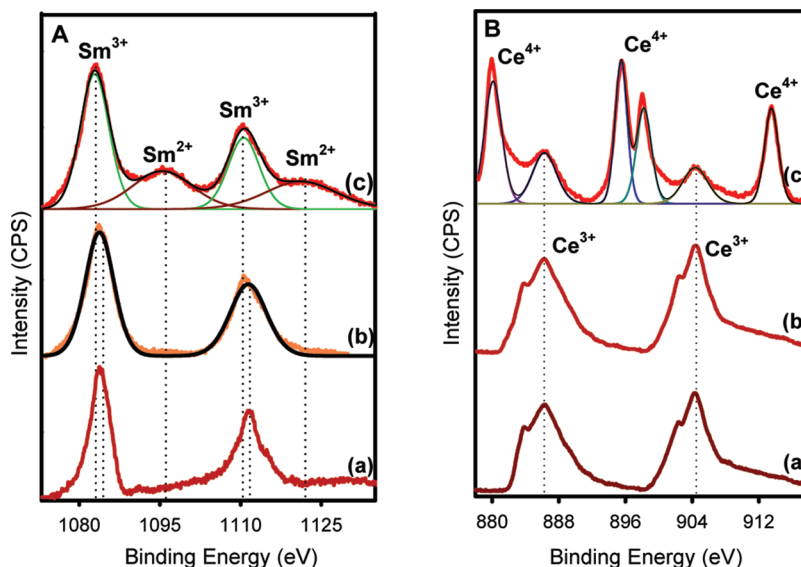 A
Sm3+
Sm2+
Sm3+
Sm2+
(c)
(b)
(a)
Intensity (CPS)
1080 1095 1110 1125
Binding Energy (eV)
B
Ce4+
Ce4+
Ce4+
(c)
Ce3+
Ce3+
(b)
(a)
Intensity (CPS)
880 888 896 904 912
Binding Energy (eV)